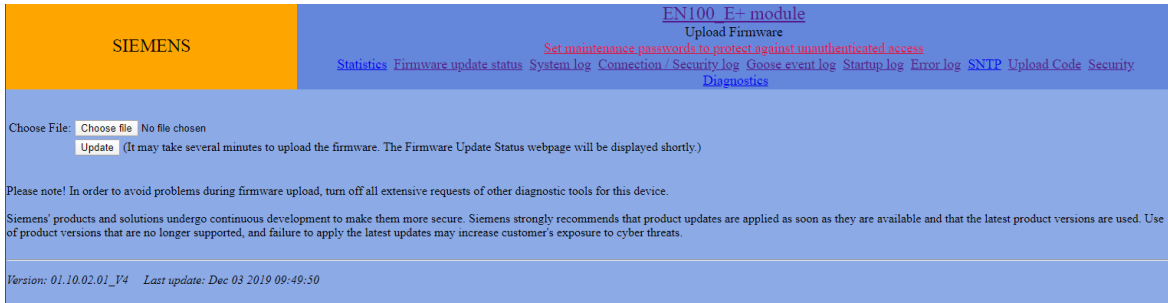 SIEMENS
EN100_E+ module
Upload Firmware
Set maintenance passwords to protect against unauthenticated access
Statistics Firmware update status System log Connection / Security log Goose event log Startup log Error log SNTP Upload Code Security
Diagnostics
Choose File: Choose file No file chosen
Update (It may take several minutes to upload the firmware. The Firmware Update Status webpage will be displayed shortly.)
Please note! In order to avoid problems during firmware upload, turn off all extensive requests of other diagnostic tools for this device.
Siemens' products and solutions undergo continuous development to make them more secure. Siemens strongly recommends that product updates are applied as soon as they are available and that the latest product versions are used. Use
of product versions that are no longer supported, and failure to apply the latest updates may increase customer's exposure to cyber threats.
Version: 01.10.02.01_V4 Last update: Dec 03 2019 09:49:50